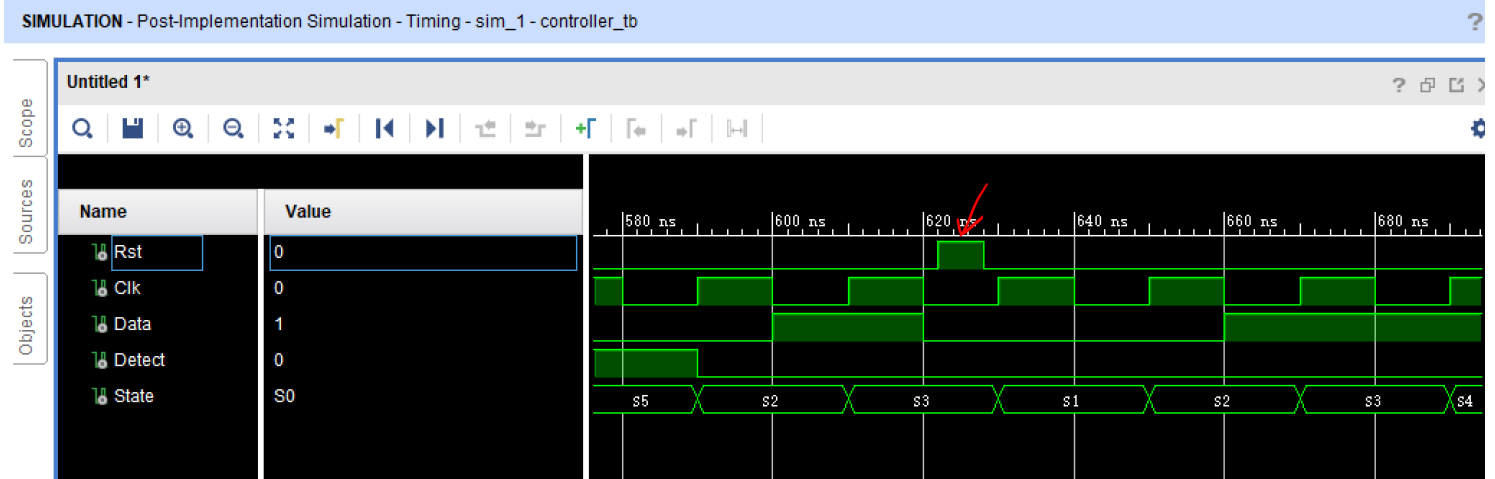 SIMULATION - Post-Implementation Simulation - Timing - sim_1 - controller_tb
?
Untitled 1*
?
Scope
Sources
Objects
Name Value
580 ns 600 ns 620 ns 640 ns 660 ns 680 ns
Rst 0
Clk 0
Data 1
Detect 0
State S0 S5 S2 S3 S1 S2 S3 S4